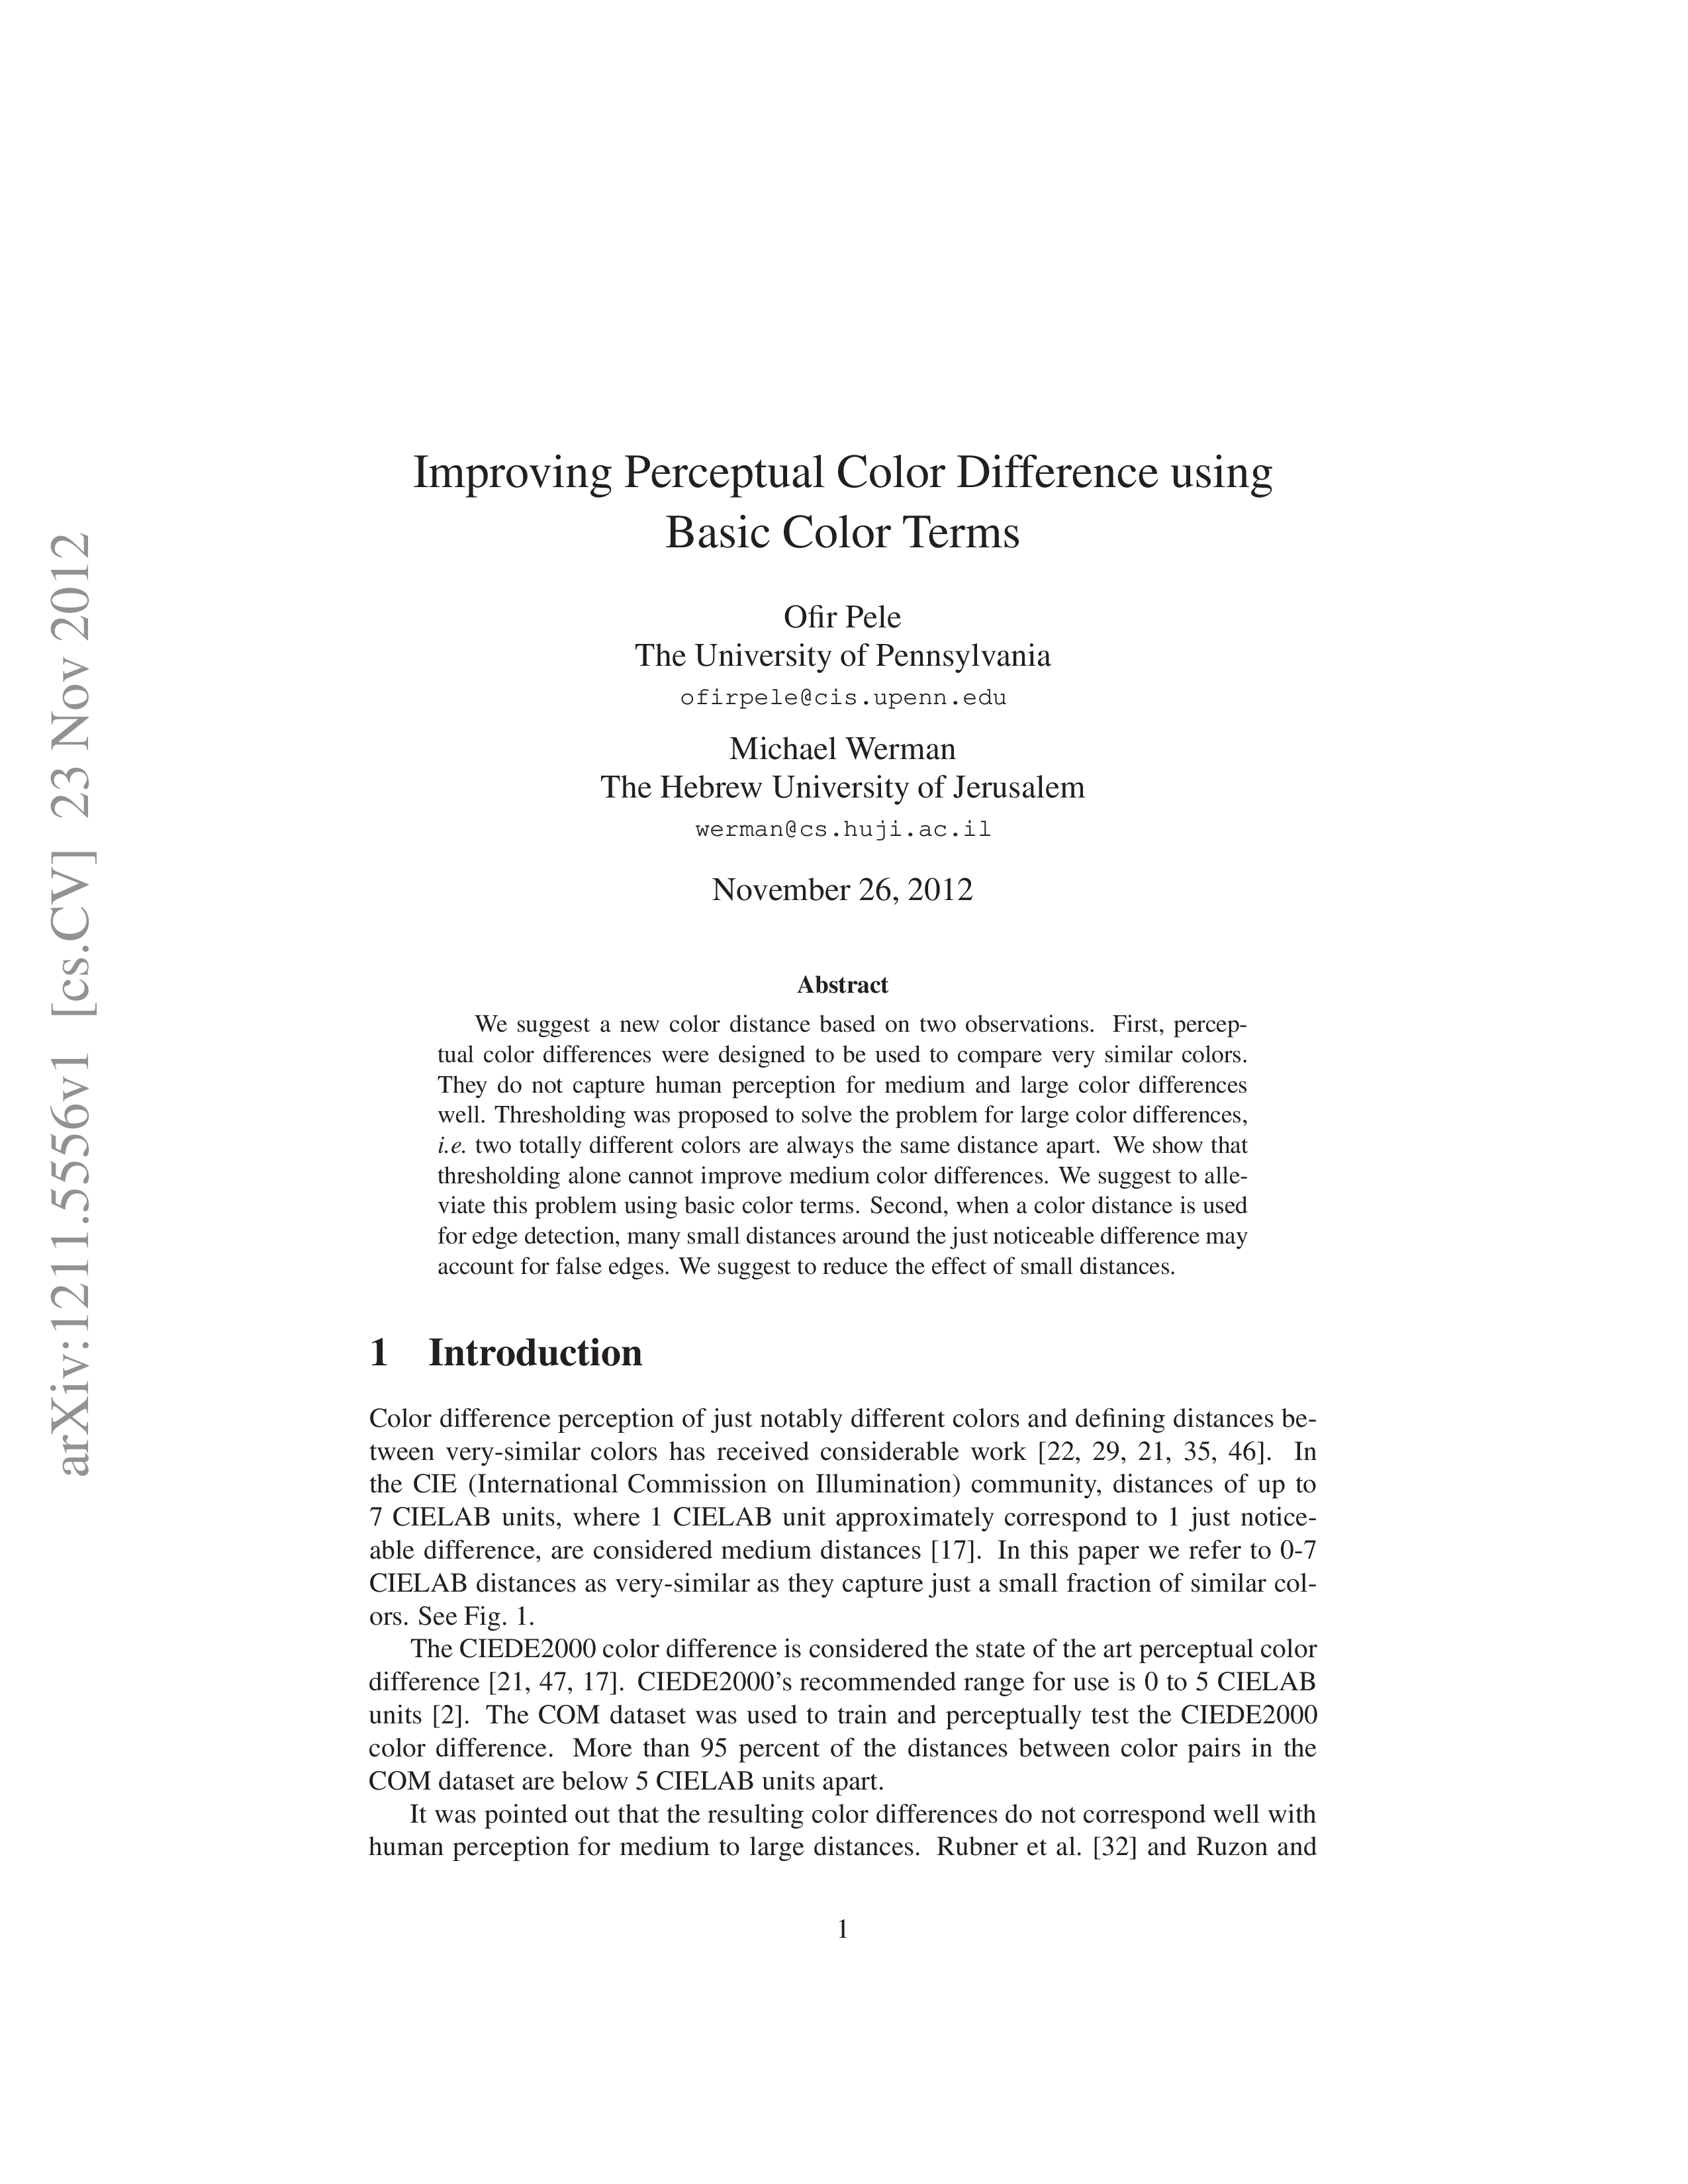 arXiv:1211.5556v1 [cs.CV] 23 Nov 2012
Improving Perceptual Color Difference using
Basic Color Terms
Ofir Pele
The University of Pennsylvania
ofirpele@cis.upenn.edu
Michael Werman
The Hebrew University of Jerusalem
werman@cs.huji.ac.il
November 26, 2012
Abstract
We suggest a new color distance based on two observations. First, percep-
tual color differences were designed to be used to compare very similar colors.
They do not capture human perception for medium and large color differences
well. Thresholding was proposed to solve the problem for large color differences,
i.e. two totally different colors are always the same distance apart. We show that
thresholding alone cannot improve medium color differences. We suggest to alle-
viate this problem using basic color terms. Second, when a color distance is used
for edge detection, many small distances around the just noticeable difference may
account for false edges. We suggest to reduce the effect of small distances.
1 Introduction
Color difference perception of just notably different colors and defining distances be-
tween very-similar colors has received considerable work [22, 29, 21, 35, 46]. In
the CIE (International Commission on Illumination) community, distances of up to
7 CIELAB units, where 1 CIELAB unit approximately correspond to 1 just notice-
able difference, are considered medium distances [17]. In this paper we refer to 0-7
CIELAB distances as very-similar as they capture just a small fraction of similar col-
ors. See Fig. 1.
The CIEDE2000 color difference is considered the state of the art perceptual color
difference [21, 47, 17]. CIEDE2000's recommended range for use is 0 to 5 CIELAB
units [2]. The COM dataset was used to train and perceptually test the CIEDE2000
color difference. More than 95 percent of the distances between color pairs in the
COM dataset are below 5 CIELAB units apart.
It was pointed out that the resulting color differences do not correspond well with
human perception for medium to large distances. Rubner et al. [32] and Ruzon and
1